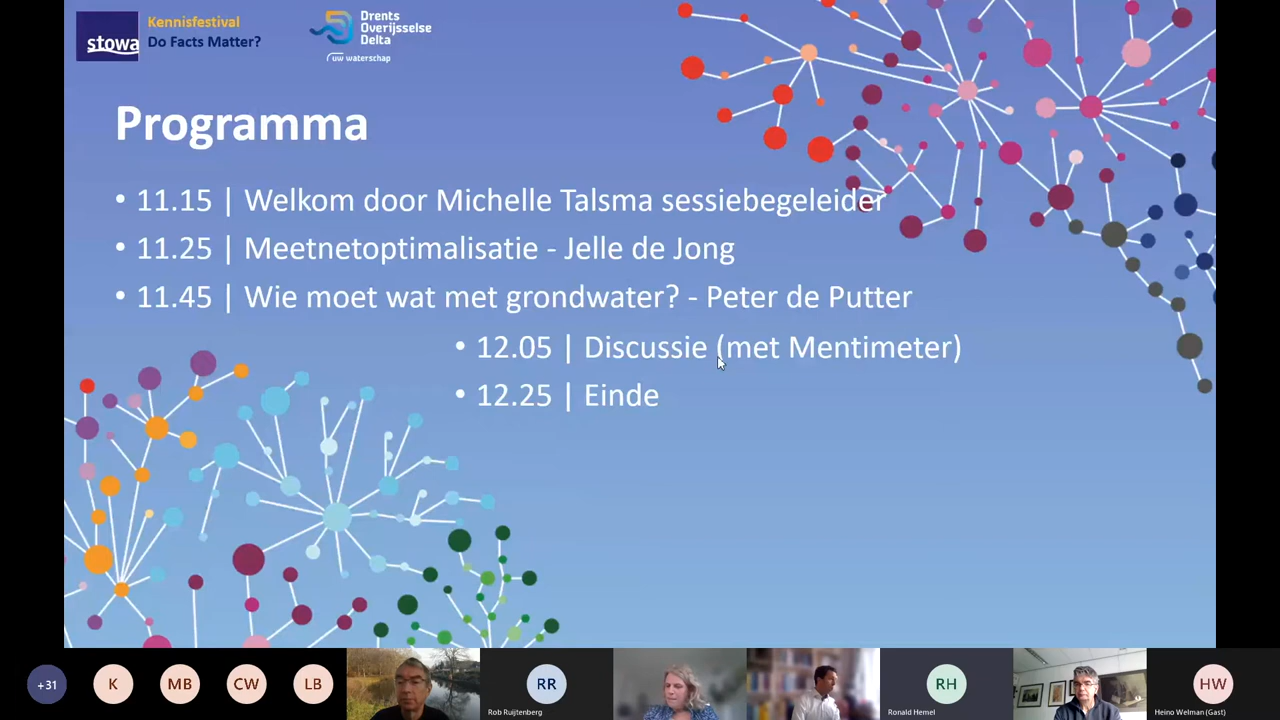 stowa
Kennisfestival
Do Facts Matter?
Drents
Overijsselse
Delta
uw waterschap
Programma
• 11.15 | Welkom door Michelle Talsma sessiebegeleider
• 11.25 | Meetnetoptimalisatie - Jelle de Jong
• 11.45 | Wie moet wat met grondwater? - Peter de Putter
• 12.05 | Discussie (met Mentimeter)
• 12.25 | Einde
+31
K
MB
CW
LB
RR
Rob Ruijtenberg
RH
Ronald Hemel
HW
Heino Welman (Gast)